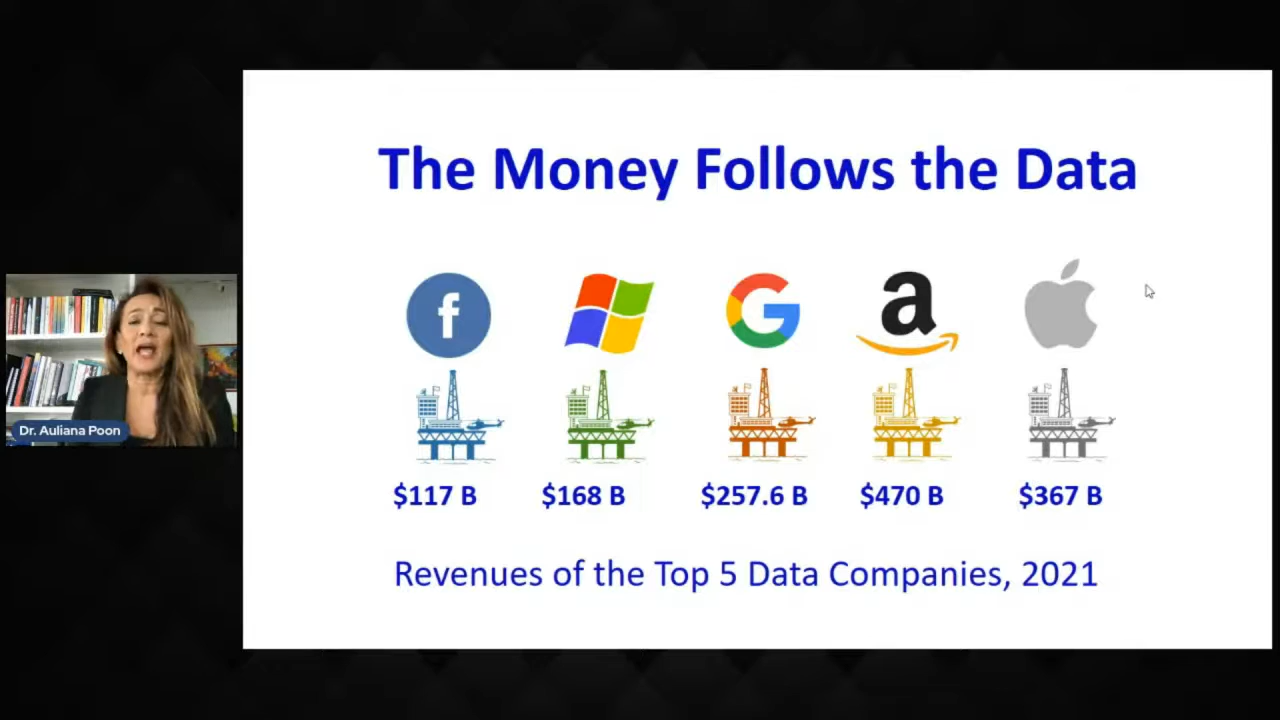 The Money Follows the Data
f
G
a
$117 B
$168 B
$257.6 B
$470 B
$367 B
Revenues of the Top 5 Data Companies, 2021
Dr. Auliana Poon